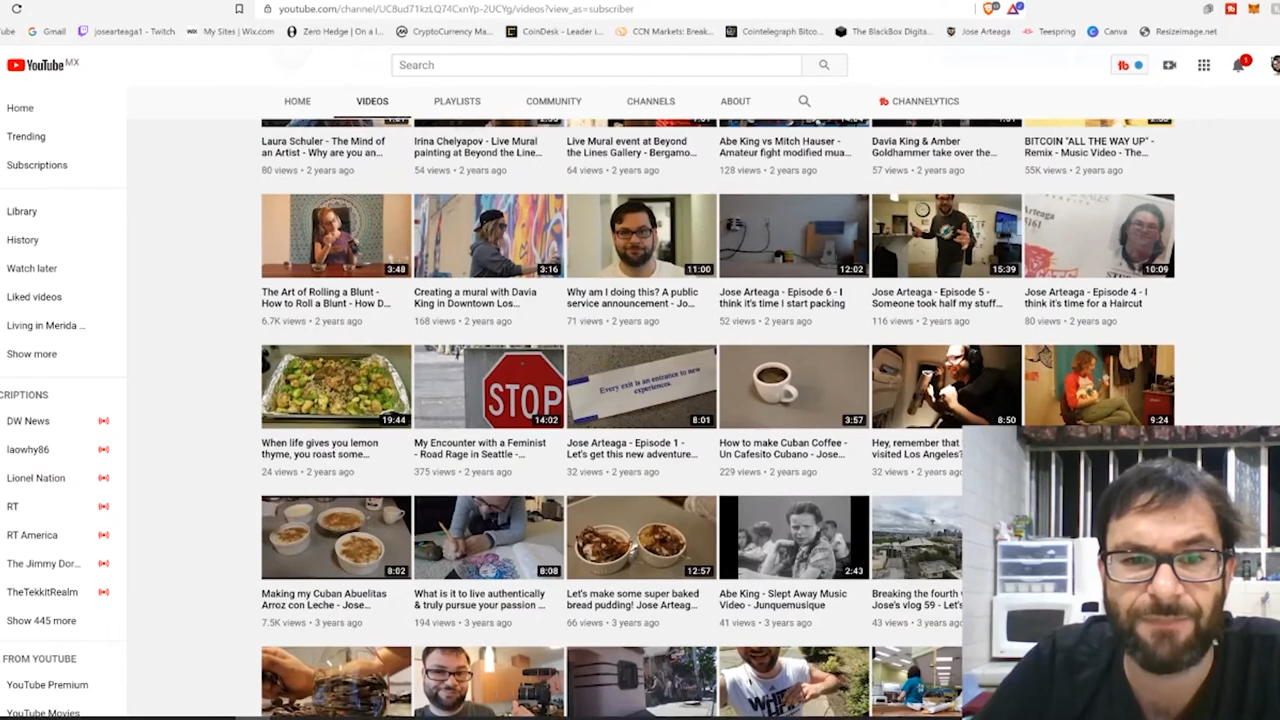 youtube.com/channel/UC8ud71kzLQ74CxnYp-2UCYg/videos?view_as=subscriber
ube
Gmail
josearteaga1 - Twitch
WIX My Sites | Wix.com
Zero Hedge | On a l...
CryptoCurrency Ma...
CoinDesk - Leader i...
CCN Markets: Break...
Cointelegraph Bitco...
The BlackBox Digita...
Jose Arteaga
Teespring
Canva
Resizeimage.net
YouTube MX
Search
tb
1
HOME
VIDEOS
PLAYLISTS
COMMUNITY
CHANNELS
ABOUT
tb CHANNELYTICS
Home
Trending
Subscriptions
Library
History
Watch later
Liked videos
Living in Merida ...
Show more
CRIPTIONS
DW News
laowhy86
Lionel Nation
RT
RT America
The Jimmy Dor...
TheTekkitRealm
Show 445 more
FROM YOUTUBE
YouTube Premium
YouTube Movies
Laura Schuler - The Mind of
an Artist - Why are you an...
80 views • 2 years ago
Irina Chelyapov - Live Mural
painting at Beyond the Line...
54 views • 2 years ago
Live Mural event at Beyond
the Lines Gallery - Bergamo...
64 views • 2 years ago
Abe King vs Mitch Hauser -
Amateur fight modified mua...
128 views • 2 years ago
Davia King & Amber
Goldhammer take over the...
57 views • 2 years ago
BITCOIN "ALL THE WAY UP" -
Remix - Music Video - The...
55K views • 2 years ago
3:48
The Art of Rolling a Blunt -
How to Roll a Blunt - How D...
6.7K views • 2 years ago
3:16
Creating a mural with Davia
King in Downtown Los...
168 views • 2 years ago
11:00
Why am I doing this? A public
service announcement - Jo...
71 views • 2 years ago
12:02
Jose Arteaga - Episode 6 - I
think it's time I start packing
52 views • 2 years ago
15:39
Jose Arteaga - Episode 5 -
Someone took half my stuff...
116 views • 2 years ago
Arteaga
5161
10:09
Jose Arteaga - Episode 4 - I
think it's time for a Haircut
80 views • 2 years ago
19:44
When life gives you lemon
thyme, you roast some...
24 views • 2 years ago
STOP
14:02
My Encounter with a Feminist
- Road Rage in Seattle -...
375 views • 2 years ago
Every exit is an entrance to new
experiences.
8:01
Jose Arteaga - Episode 1 -
Let's get this new adventure...
32 views • 2 years ago
3:57
How to make Cuban Coffee -
Un Cafesito Cubano - Jose...
229 views • 2 years ago
8:50
Hey, remember that
visited Los Angeles?
32 views • 2 years ago
9:24
8:02
Making my Cuban Abuelitas
Arroz con Leche - Jose...
7.5K views • 3 years ago
8:08
What is it to live authentically
& truly pursue your passion ...
194 views • 3 years ago
12:57
Let's make some super baked
bread pudding! Jose Arteag...
66 views • 3 years ago
2:43
Abe King - Slept Away Music
Video - Junquemusique
41 views • 3 years ago
Breaking the fourth
Jose's vlog 59 - Let's
43 views • 3 years ago